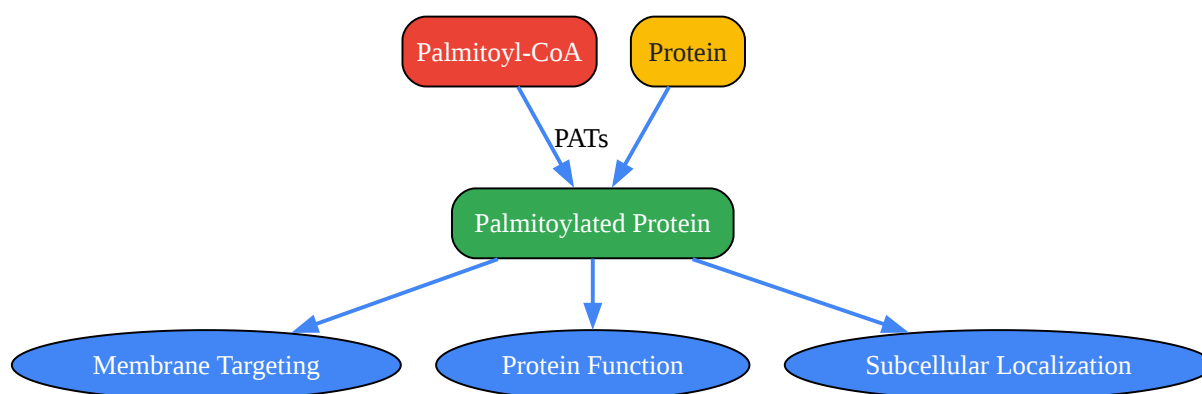 Palmitoyl-CoA
Protein
PATs
Palmitoylated Protein
Membrane Targeting
Protein Function
Subcellular Localization